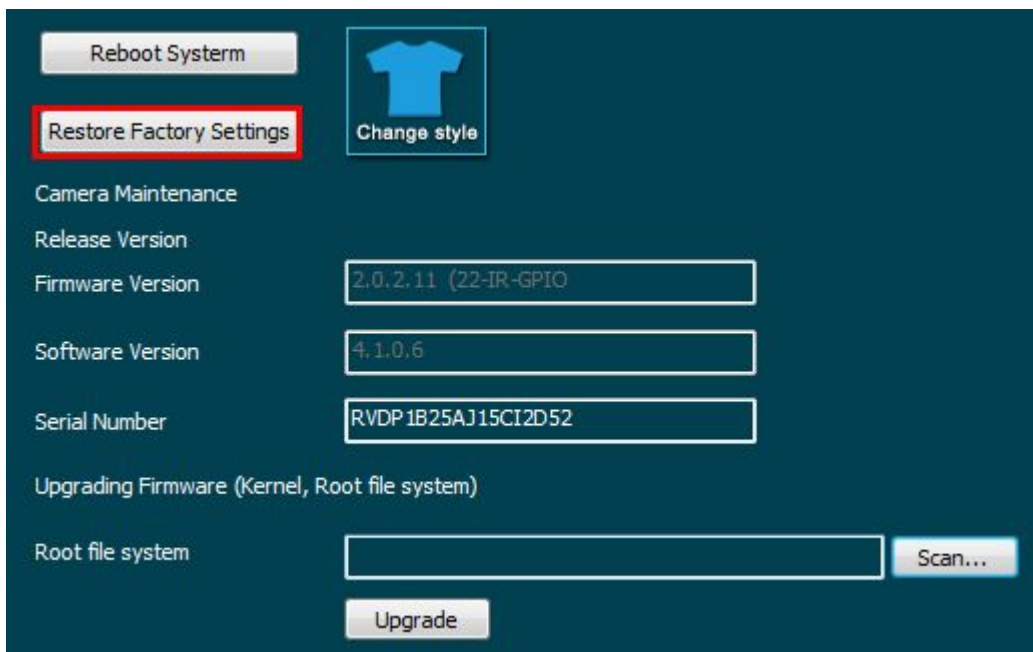 Reboot Systerm
Restore Factory Settings
Change style
Camera Maintenance
Release Version
Firmware Version 2.0.2.11 (22-IR-GPIO
Software Version 4.1.0.6
Serial Number RVDP1B25AJ15CI2D52
Upgrading Firmware (Kernel, Root file system)
Root file system Scan...
Upgrade